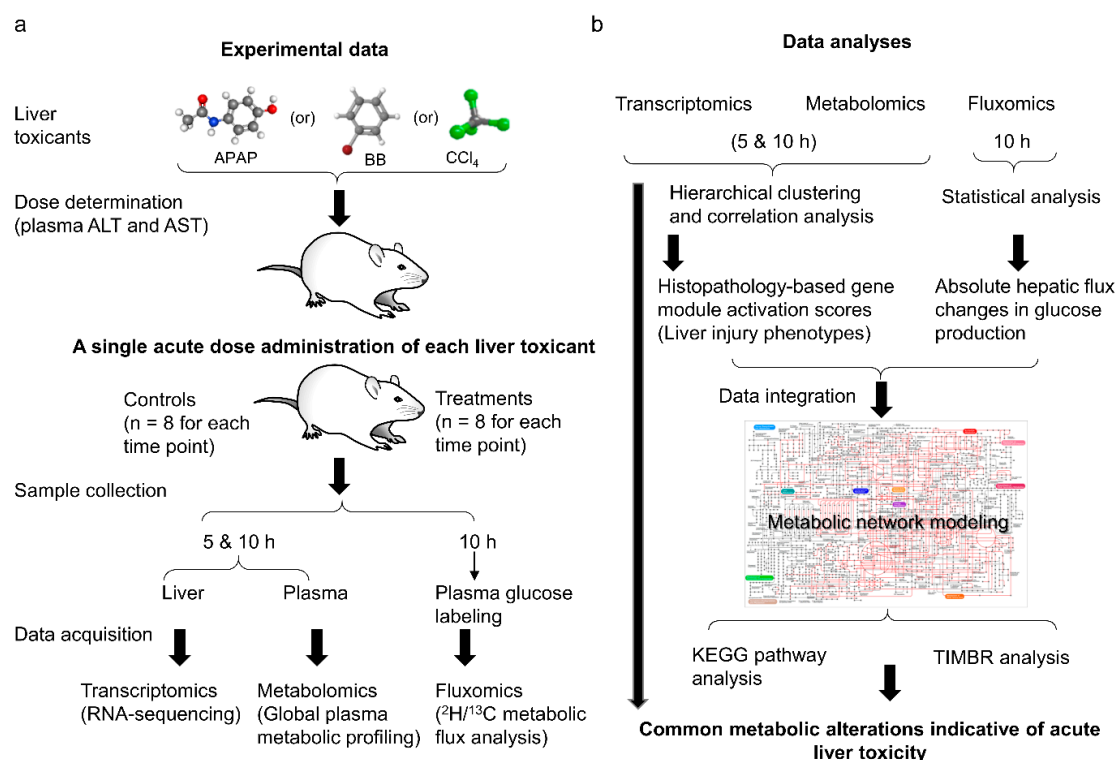 a
Experimental data
Liver
toxicants
(or)
(or)
APAP
BB
CCl₄
Dose determination
(plasma ALT and AST)
A single acute dose administration of each liver toxicant
Controls
(n = 8 for each
time point)
Treatments
(n = 8 for each
time point)
Sample collection
5 & 10 h
10 h
Liver
Plasma
Plasma glucose
labeling
Data acquisition
Transcriptomics
(RNA-sequencing)
Metabolomics
(Global plasma
metabolic profiling)
Fluxomics
(²H/¹³C metabolic
flux analysis)
b
Data analyses
Transcriptomics
Metabolomics
Fluxomics
(5 & 10 h)
10 h
Hierarchical clustering
and correlation analysis
Statistical analysis
Histopathology-based gene
module activation scores
(Liver injury phenotypes)
Absolute hepatic flux
changes in glucose
production
Data integration
Metabolic network modeling
KEGG pathway
analysis
TIMBR analysis
Common metabolic alterations indicative of acute
liver toxicity